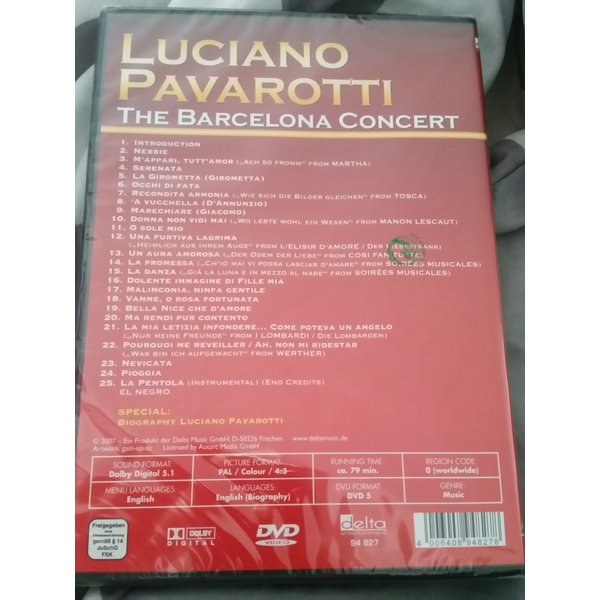 LUCIANO
PAVAROTTI
THE BARCELONA CONCERT
1. INTRODUCTION
2. NEBBIE
3. M'APPARI, TUTT'AMOR („ACH SO FROMM" FROM MARTHA)
4. SERENATA
5. LA GIROMETTA (GIROMETTA)
6. OCCHI DI FATA
7. RECONDITA ARMONIA („WIE SICH DIE BILDER GLEICHEN" FROM TOSCA)
8. 'A VUCCHELLA (D'ANNUNZIO)
9. MARECHIARE (GIACOMO)
10. DONNA NON VIDI MAI („WO LEBTE WOHL EIN WESEN" FROM MANON LESCAUT)
11. O SOLE MIO
12. UNA FURTIVA LAGRIMA
(„HEIMLICH AUS IHREM AUGE" FROM L'ELISIR D'AMORE / DER LIEBESTRANK)
13. UN AURA AMOROSA („DER ODEM DER LIEBE" FROM COSI FAN TUTTE)
14. LA PROMESSA („CH'IO MAI VI POSSA LASCIAR D'AMARE" FROM SOIRÈES MUSICALES)
15. LA DANZA („GIÁ LA LUNA E IN MEZZO AL MARE" FROM SOIRÈES MUSICALES)
16. DOLENTE IMMAGINE DI FILLE MIA
17. MALINCONIA, NINFA GENTILE
18. VANNE, O ROSA FORTUNATA
19. BELLA NICE CHE D'AMORE
20. MA RENDI PUR CONTENTO
21. LA MIA LETIZIA INFONDERE... COME POTEVA UN ANGELO
(„NUR MEINE FREUNDE" FROM I LOMBARDI / DIE LOMBARDEN)
22. POURQUOI ME REVEILLER / AH, NON MI RIDESTAR
(„WAS BIN ICH AUFGEWACHT" FROM WERTHER)
23. NEVICATA
24. PIOGGIA
25. LA PENTOLA (INSTRUMENTAL) (END CREDITS)
EL NEGRO
SPECIAL:
BIOGRAPHY LUCIANO PAVAROTTI
© 2007 – Ein Produkt der Delta Music GmbH, D-50226 Frechen www.deltamusic.de
Artwork: gain-up.de Licensed by Autarc Media GmbH
SOUND FORMAT: PICTURE FORMAT: RUNNING TIME: REGION CODE:
Dolby Digital 5.1 PAL / Colour / 4:3 ca. 79 min. 0 (worldwide)
MENU LANGUAGES: LANGUAGES: DVD FORMAT: GENRE:
English English (Biography) DVD 5 Music
Freigegeben
ohne
Altersbeschränkung
gemäß § 14
JuSchG
FSK
DOLBY
DIGITAL
DVD
VIDEO
delta
entertainment
94 827
4 006408 948278